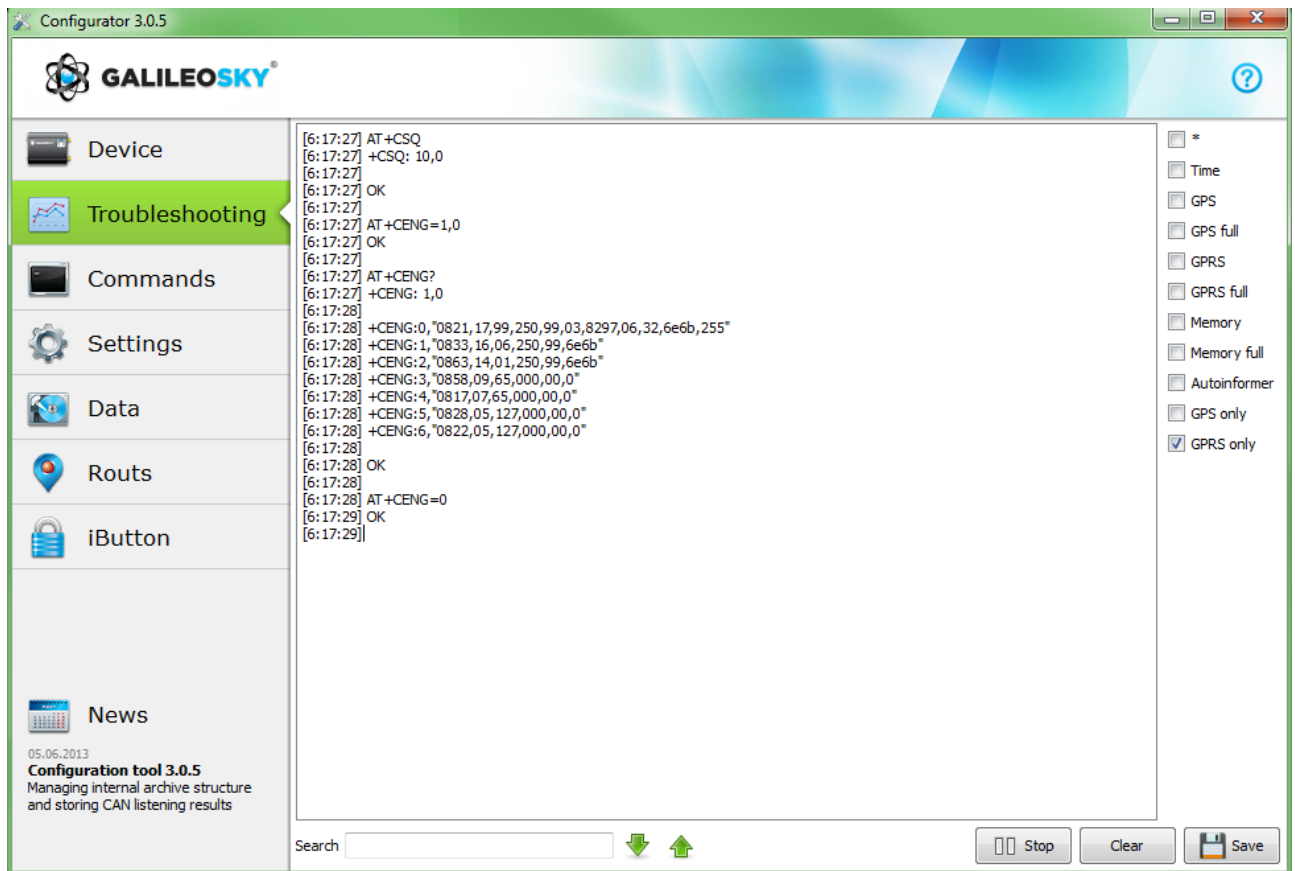 Configurator 3.0.5
GALILEOSKY®
Device
Troubleshooting
Commands
Settings
Data
Routs
iButton
News
05.06.2013
Configuration tool 3.0.5
Managing internal archive structure
and storing CAN listening results
[6:17:27] AT+CSQ
[6:17:27] +CSQ: 10,0
[6:17:27]
[6:17:27] OK
[6:17:27]
[6:17:27] AT+CENG=1,0
[6:17:27] OK
[6:17:27]
[6:17:27] AT+CENG?
[6:17:27] +CENG: 1,0
[6:17:28]
[6:17:28] +CENG:0,"0821,17,99,250,99,03,8297,06,32,6e6b,255"
[6:17:28] +CENG:1,"0833,16,06,250,99,6e6b"
[6:17:28] +CENG:2,"0863,14,01,250,99,6e6b"
[6:17:28] +CENG:3,"0858,09,65,000,00,0"
[6:17:28] +CENG:4,"0817,07,65,000,00,0"
[6:17:28] +CENG:5,"0828,05,127,000,00,0"
[6:17:28] +CENG:6,"0822,05,127,000,00,0"
[6:17:28]
[6:17:28] OK
[6:17:28]
[6:17:28] AT+CENG=0
[6:17:29] OK
[6:17:29]
*
Time
GPS
GPS full
GPRS
GPRS full
Memory
Memory full
Autoinformer
GPS only
GPRS only
Search
Stop
Clear
Save